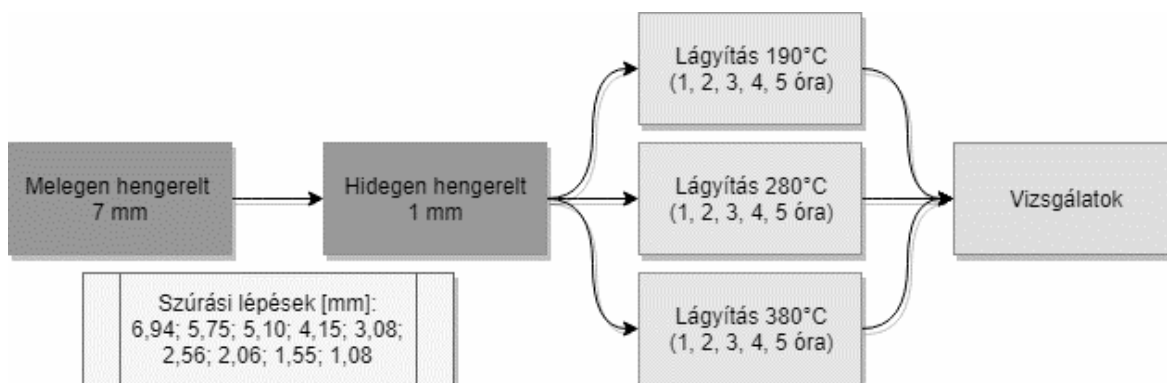 Melegen hengerelt
7 mm
Szúrási lépések [mm]:
6,94; 5,75; 5,10; 4,15; 3,08;
2,56; 2,06; 1,55; 1,08
Hidegen hengerelt
1 mm
Lágyítás 190°C
(1, 2, 3, 4, 5 óra)
Lágyítás 280°C
(1, 2, 3, 4, 5 óra)
Lágyítás 380°C
(1, 2, 3, 4, 5 óra)
Vizsgálatok